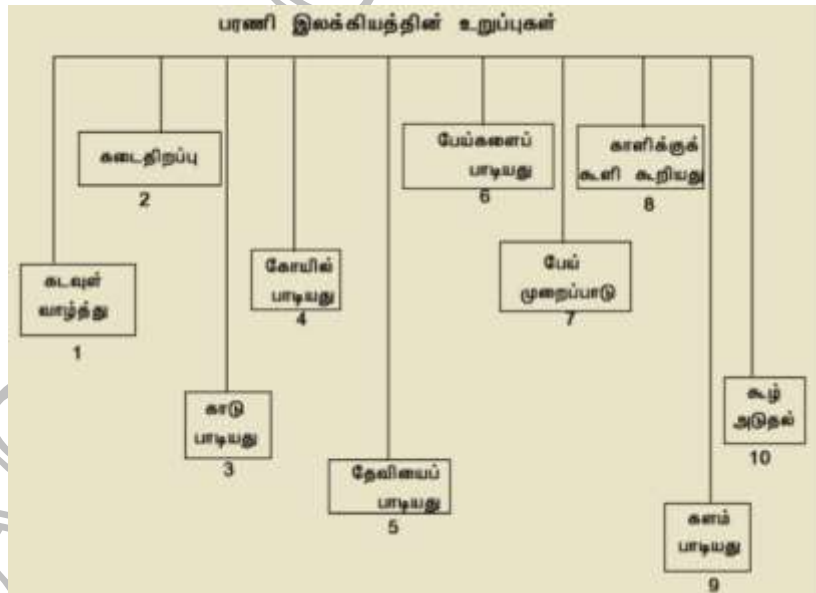 பரணி இலக்கியத்தின் உறுப்புகள்
கடவுள்
வாழ்த்து
1
கடைதிறப்பு
2
காடு
பாடியது
3
கோயில்
பாடியது
4
தேவியைப்
பாடியது
5
பேய்களைப்
பாடியது
6
பேய்
முறைப்பாடு
7
காளிக்குக்
கூளி கூறியது
8
களம்
பாடியது
9
கூழ்
அடுதல்
10